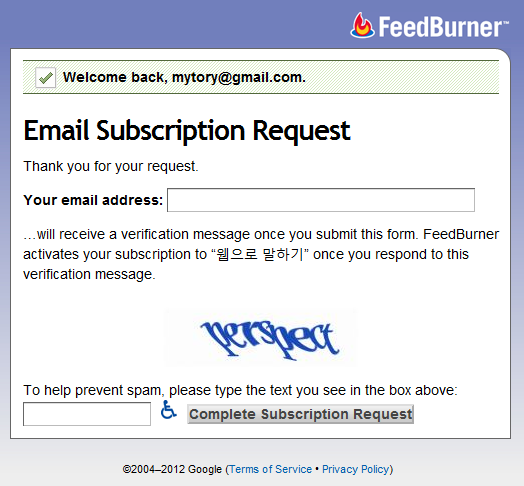 FeedBurner™
Welcome back, mytory@gmail.com.
Email Subscription Request
Thank you for your request.
Your email address:
…will receive a verification message once you submit this form. FeedBurner
activates your subscription to “웹으로 말하기” once you respond to this
verification message.
perspect
To help prevent spam, please type the text you see in the box above:
Complete Subscription Request
©2004–2012 Google (Terms of Service • Privacy Policy)